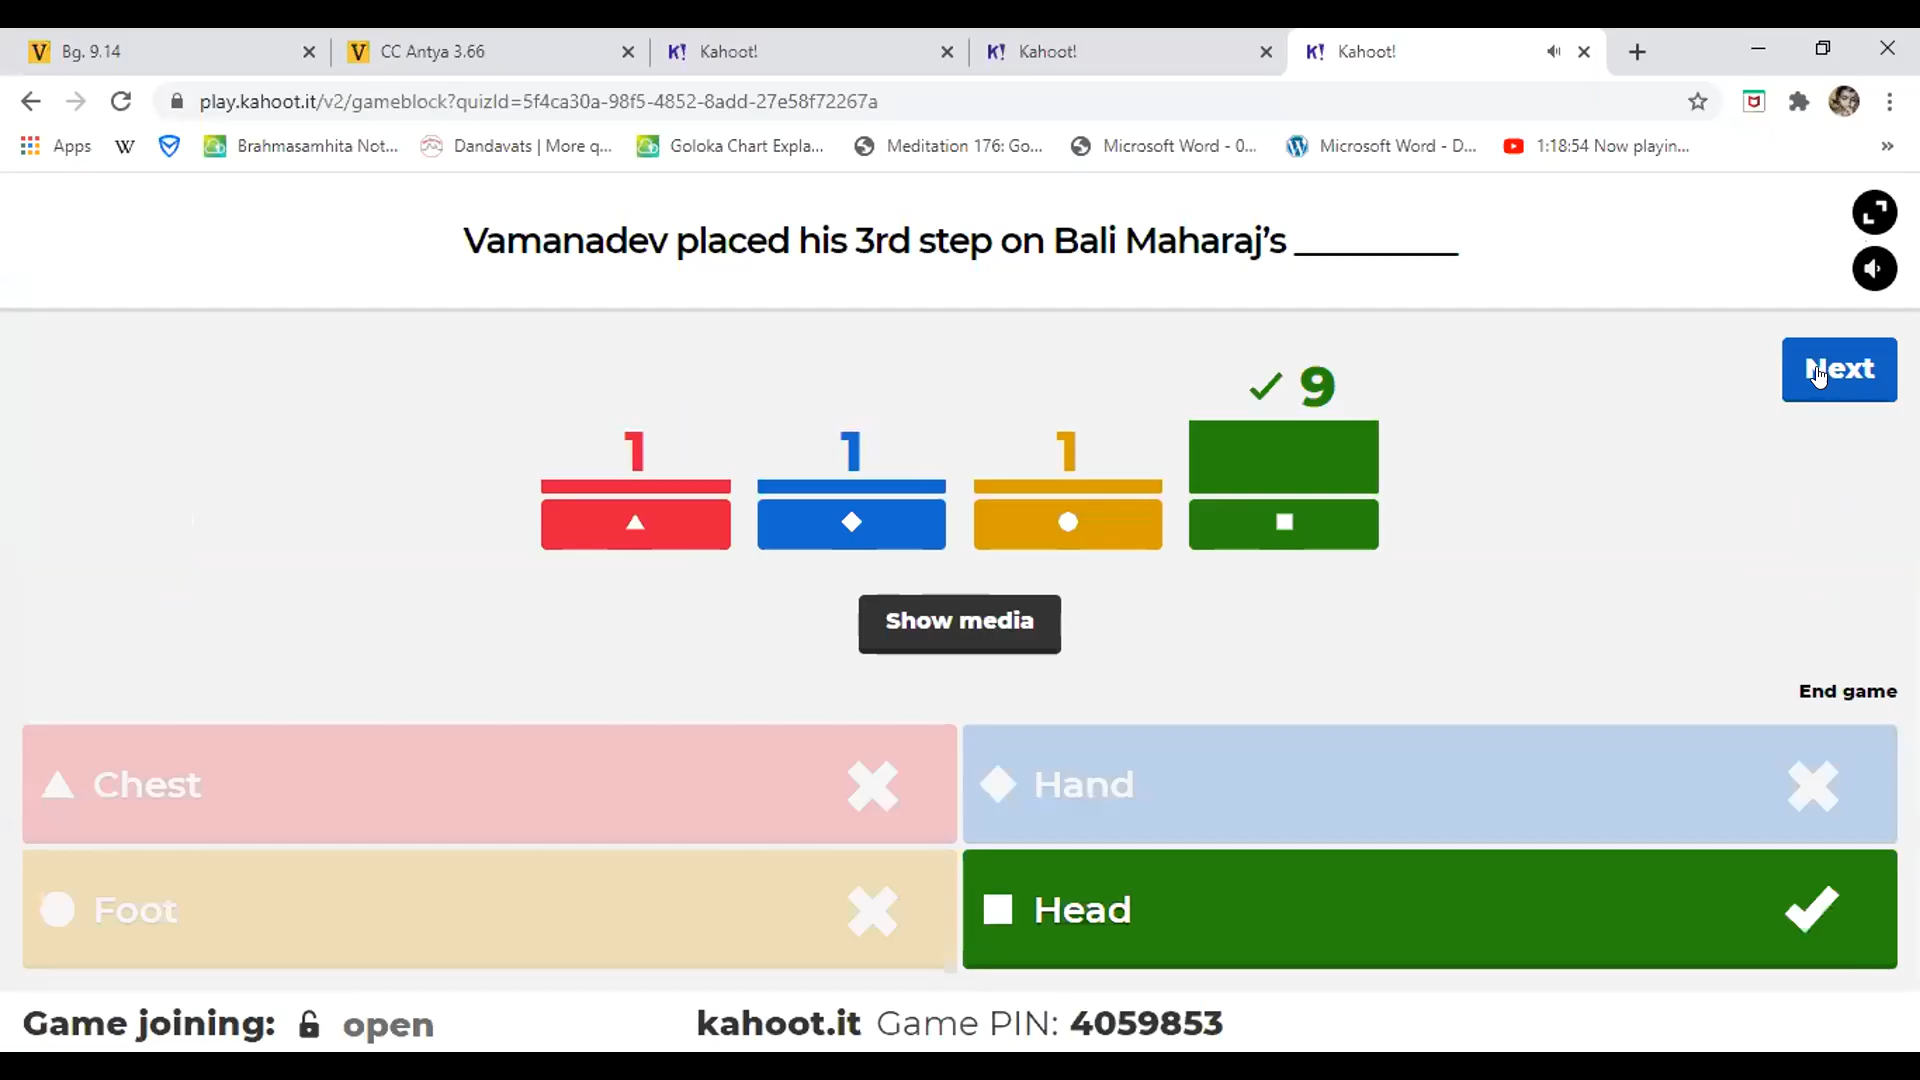 Bg. 9.14
CC Antya 3.66
K! Kahoot!
K! Kahoot!
K! Kahoot!
play.kahoot.it/v2/gameblock?quizId=5f4ca30a-98f5-4852-8add-27e58f72267a
Apps W Brahmasamhita Not... Dandavats | More q... Goloka Chart Expla... Meditation 176: Go... Microsoft Word - 0... Microsoft Word - D... 1:18:54 Now playin... »
Vamanadev placed his 3rd step on Bali Maharaj’s __________
Next
1 1 1 9
Show media
End game
Chest
Hand
Foot
Head
Game joining: open kahoot.it Game PIN: 4059853